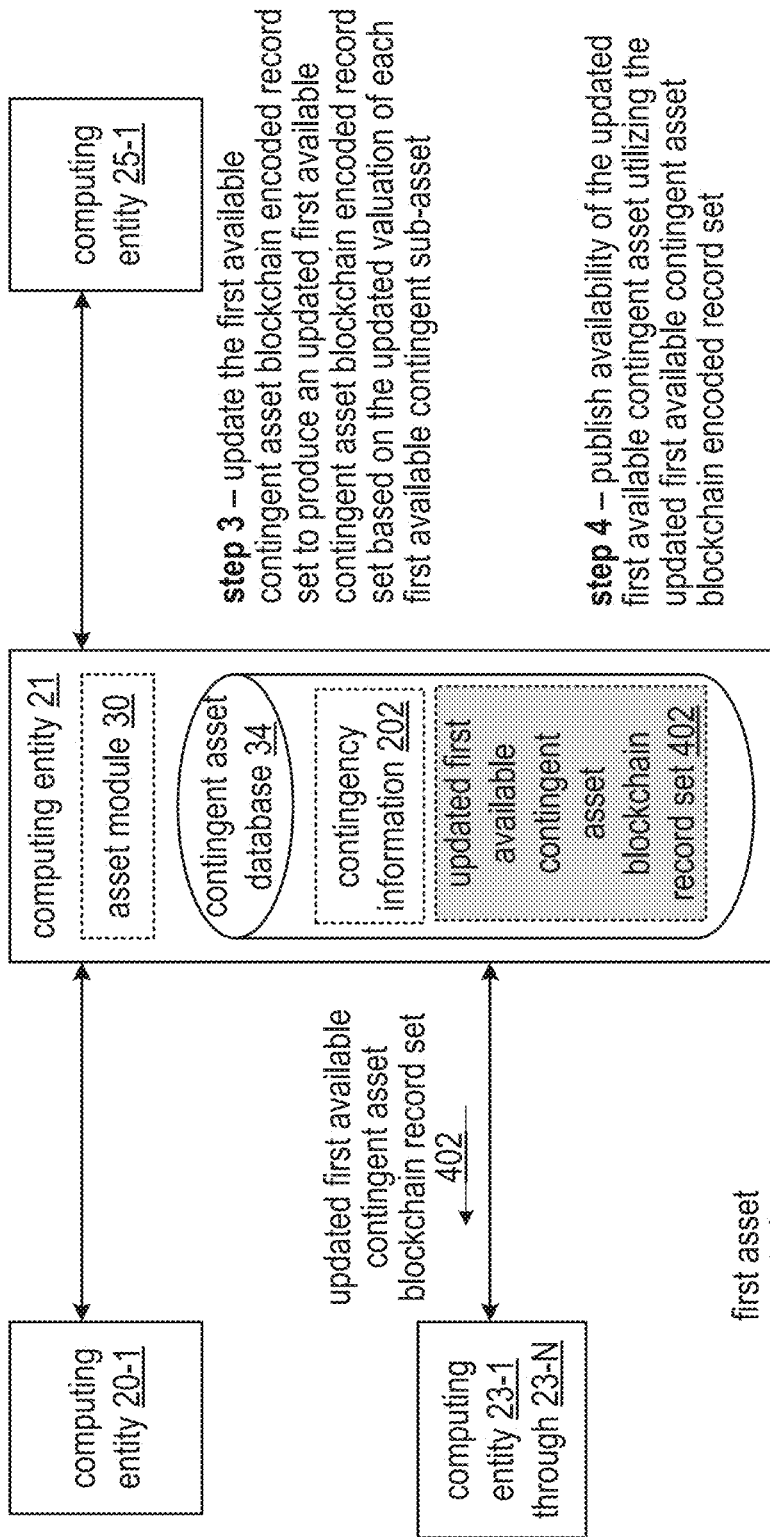 computing
entity 20-1
computing
entity 23-1
through 23-N
updated first available
contingent asset
blockchain record set
402
first asset
computing entity 21
asset module 30
contingent asset
database 34
contingency
information 202
updated first
available
contingent
asset
blockchain
record set 402
computing
entity 25-1
step 3 – update the first available
contingent asset blockchain encoded record
set to produce an updated first available
contingent asset blockchain encoded record
set based on the updated valuation of each
first available contingent sub-asset
step 4 – publish availability of the updated
first available contingent asset utilizing the
updated first available contingent asset
blockchain encoded record set